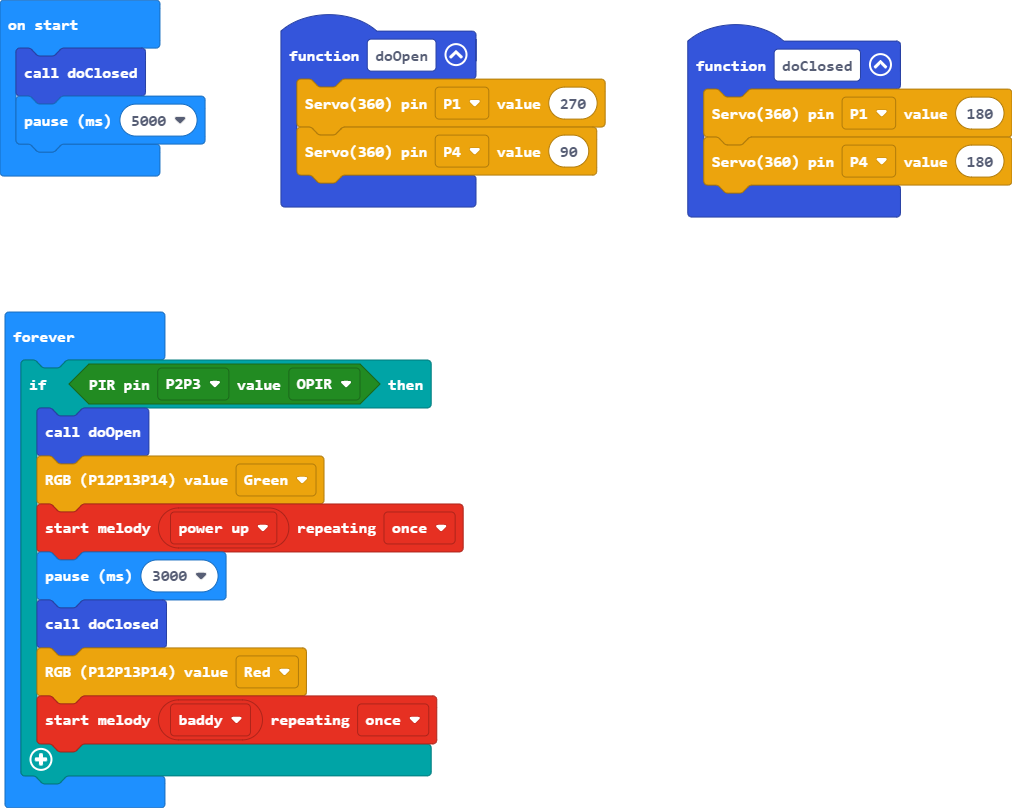 on start
call doClosed
pause (ms) 5000
function doOpen
Servo(360) pin P1 value 270
Servo(360) pin P4 value 90
function doClosed
Servo(360) pin P1 value 180
Servo(360) pin P4 value 180
forever
if PIR pin P2P3 value OPIR then
call doOpen
RGB (P12P13P14) value Green
start melody power up repeating once
pause (ms) 3000
call doClosed
RGB (P12P13P14) value Red
start melody baddy repeating once